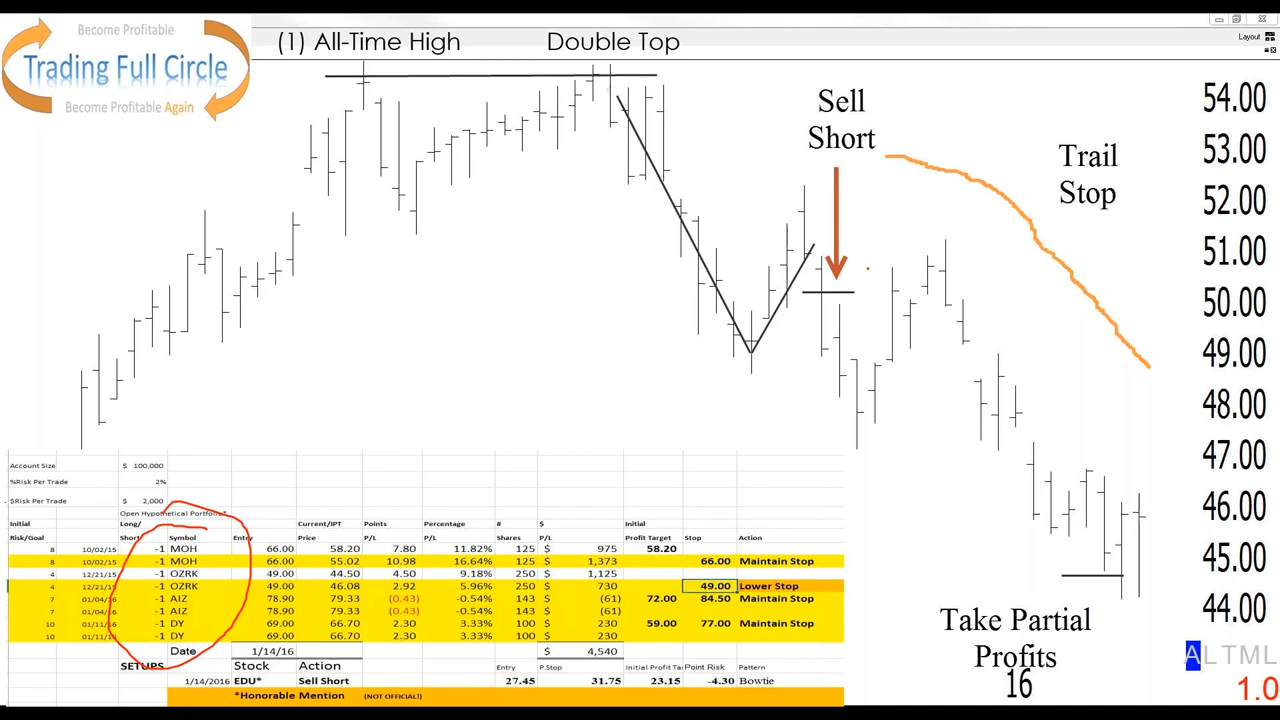 Become Profitable
Trading Full Circle
Become Profitable Again
(1) All-Time High Double Top
Layout
Sell
Short
Trail
Stop
54.00
53.00
52.00
51.00
50.00
49.00
48.00
47.00
46.00
45.00
44.00
Take Partial
Profits
16
ALTML
1.0
Account Size $ 100,000
%Risk Per Trade 2%
$Risk Per Trade $ 2,000
Open Hypothetical Portfolio*
Initial Long/ Current/IPT Points Percentage # $ Initial
Risk/Goal Short Symbol Entry Price P/L P/L Shares P/L Profit Target Stop Action
8 10/02/15 -1 MOH 66.00 58.20 7.80 11.82% 125 $ 975 58.20
8 10/02/15 -1 MOH 66.00 55.02 10.98 16.64% 125 $ 1,373 66.00 Maintain Stop
4 12/21/15 -1 OZRK 49.00 44.50 4.50 9.18% 250 $ 1,125
4 12/21/15 -1 OZRK 49.00 46.08 2.92 5.96% 250 $ 730 49.00 Lower Stop
7 01/04/16 -1 AIZ 78.90 79.33 (0.43) -0.54% 143 $ (61) 72.00 84.50 Maintain Stop
7 01/04/16 -1 AIZ 78.90 79.33 (0.43) -0.54% 143 $ (61)
10 01/11/16 -1 DY 69.00 66.70 2.30 3.33% 100 $ 230 59.00 77.00 Maintain Stop
10 01/11/16 -1 DY 69.00 66.70 2.30 3.33% 100 $ 230
Date 1/14/16 $ 4,540
SETUPS Stock Action Entry P.Stop Initial Profit Tar Point Risk Pattern
1/14/2016 EDU* Sell Short 27.45 31.75 23.15 -4.30 Bowtie
*Honorable Mention (NOT OFFICIAL!)